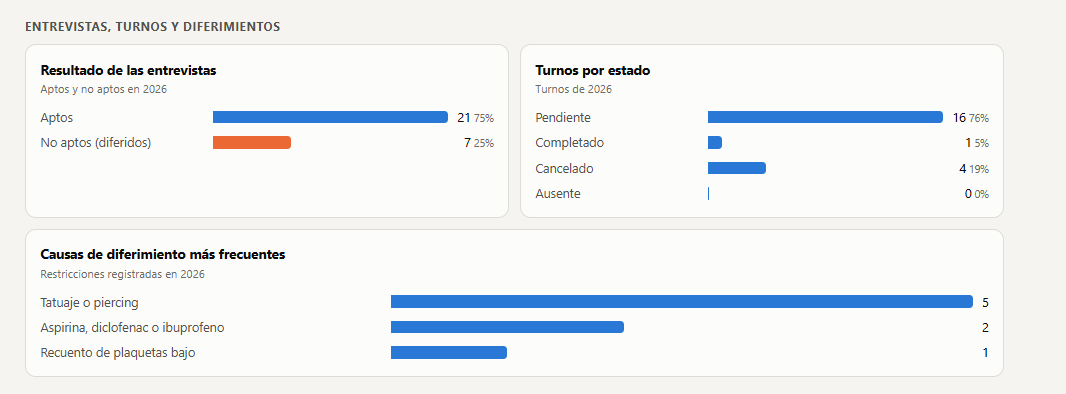 ENTREVISTAS, TURNOS Y DIFERIMIENTOS
Resultado de las entrevistas
Aptos y no aptos en 2026
Aptos 21 75%
No aptos (diferidos) 7 25%
Turnos por estado
Turnos de 2026
Pendiente 16 76%
Completado 1 5%
Cancelado 4 19%
Ausente 0 0%
Causas de diferimiento más frecuentes
Restricciones registradas en 2026
Tatuaje o piercing 5
Aspirina, diclofenac o ibuprofeno 2
Recuento de plaquetas bajo 1